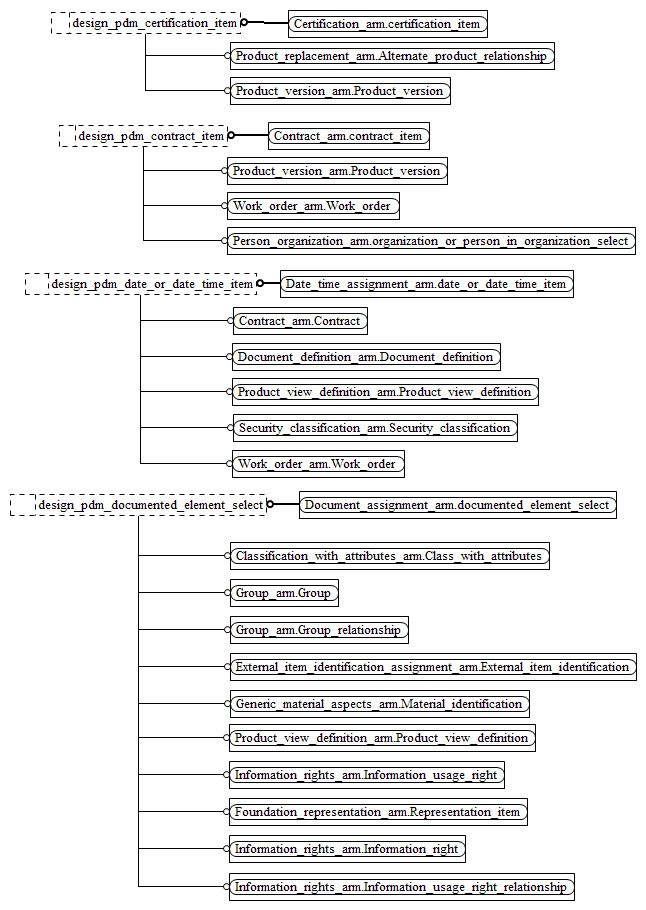 design_pdm_certification_item
Certification_arm.certification_item
Product_replacement_arm.Alternate_product_relationship
Product_version_arm.Product_version
design_pdm_contract_item
Contract_arm.contract_item
Product_version_arm.Product_version
Work_order_arm.Work_order
Person_organization_arm.organization_or_person_in_organization_select
design_pdm_date_or_date_time_item
Date_time_assignment_arm.date_or_date_time_item
Contract_arm.Contract
Document_definition_arm.Document_definition
Product_view_definition_arm.Product_view_definition
Security_classification_arm.Security_classification
Work_order_arm.Work_order
design_pdm_documented_element_select
Document_assignment_arm.documented_element_select
Classification_with_attributes_arm.Class_with_attributes
Group_arm.Group
Group_arm.Group_relationship
External_item_identification_assignment_arm.External_item_identification
Generic_material_aspects_arm.Material_identification
Product_view_definition_arm.Product_view_definition
Information_rights_arm.Information_usage_right
Foundation_representation_arm.Representation_item
Information_rights_arm.Information_right
Information_rights_arm.Information_usage_right_relationship